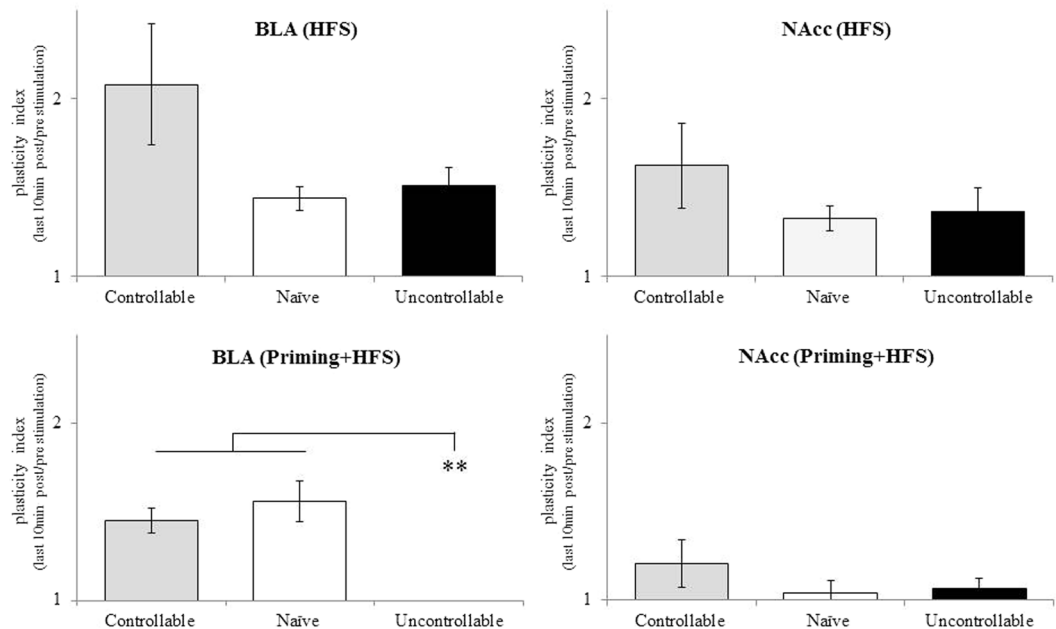 BLA (HFS)
plasticity index
(last 10min post/pre stimulation)
2
1
Controllable Naïve Uncontrollable
NAcc (HFS)
plasticity index
(last 10min post/pre stimulation)
2
1
Controllable Naïve Uncontrollable
BLA (Priming+HFS)
plasticity index
(last 10min post/pre stimulation)
2
1
**
Controllable Naïve Uncontrollable
NAcc (Priming+HFS)
plasticity index
(last 10min post/pre stimulation)
2
1
Controllable Naïve Uncontrollable